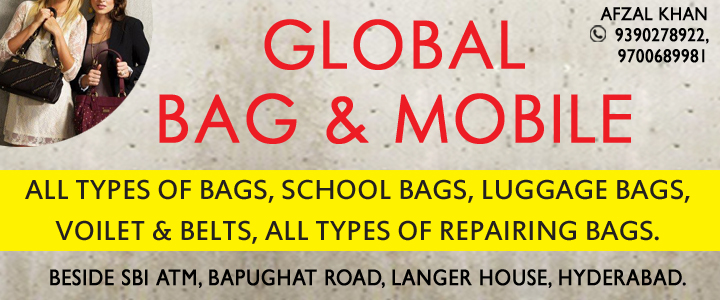 AFZAL KHAN
9390278922,
9700689981
GLOBAL
BAG & MOBILE
ALL TYPES OF BAGS, SCHOOL BAGS, LUGGAGE BAGS,
VOILET & BELTS, ALL TYPES OF REPAIRING BAGS.
BESIDE SBI ATM, BAPUGHAT ROAD, LANGER HOUSE, HYDERABAD.